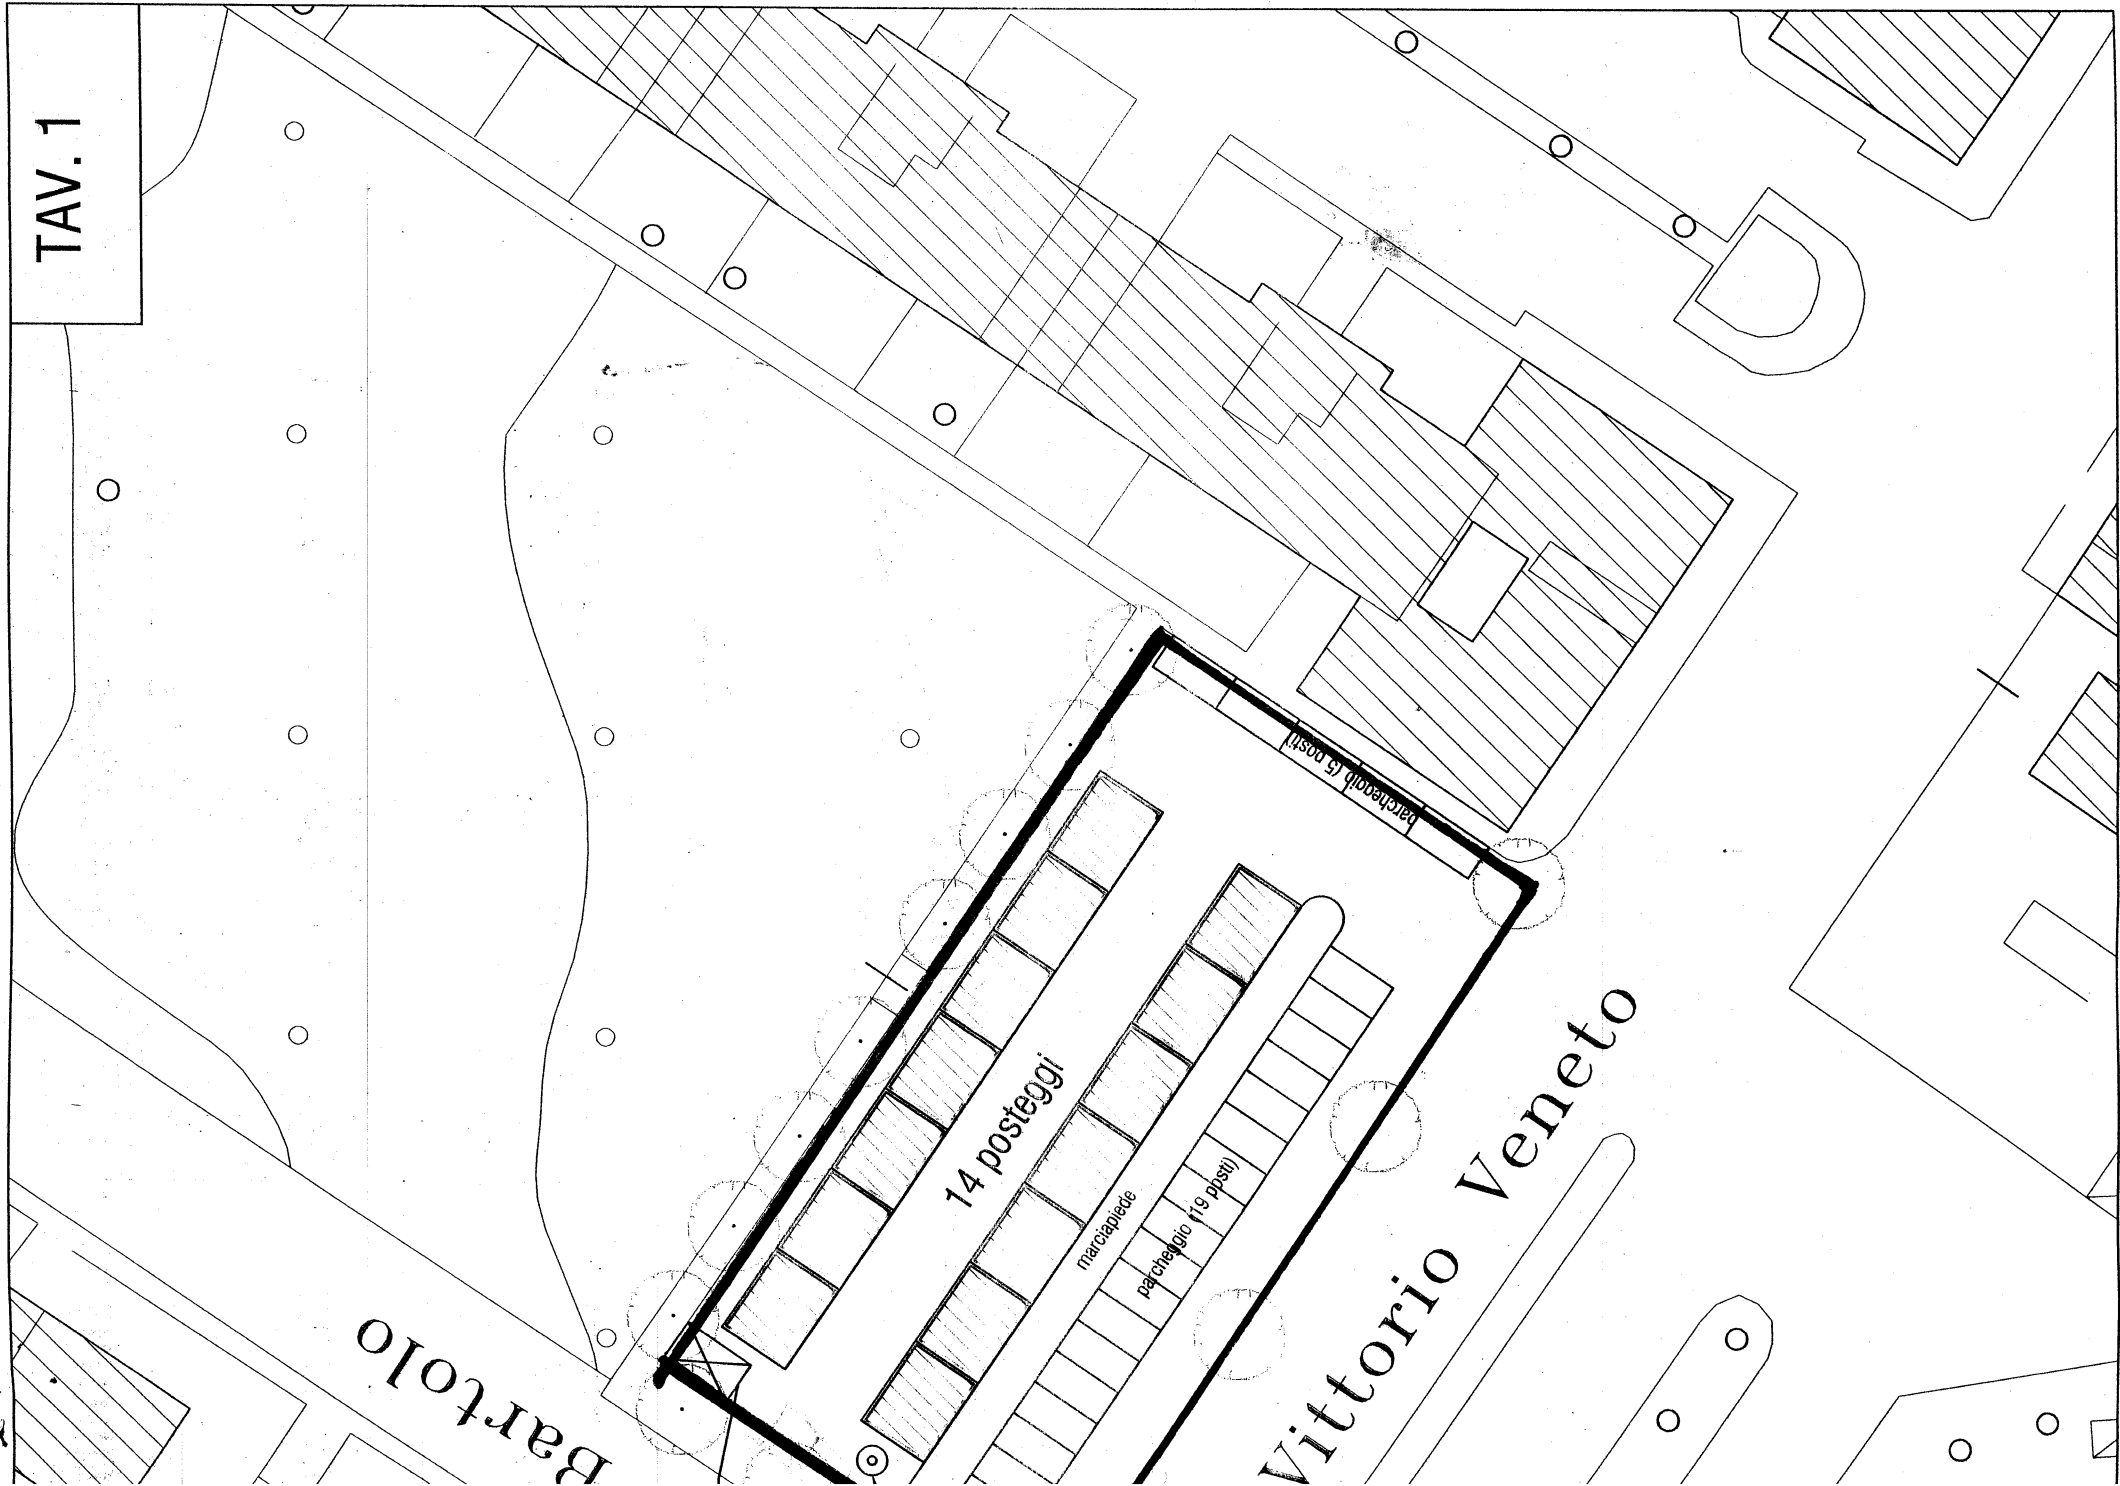 TAV. 1
parcheggio (5 posti)
14 posteggi
marciapiede
parcheggio (19 posti)
Vittorio Veneto
Bartolo